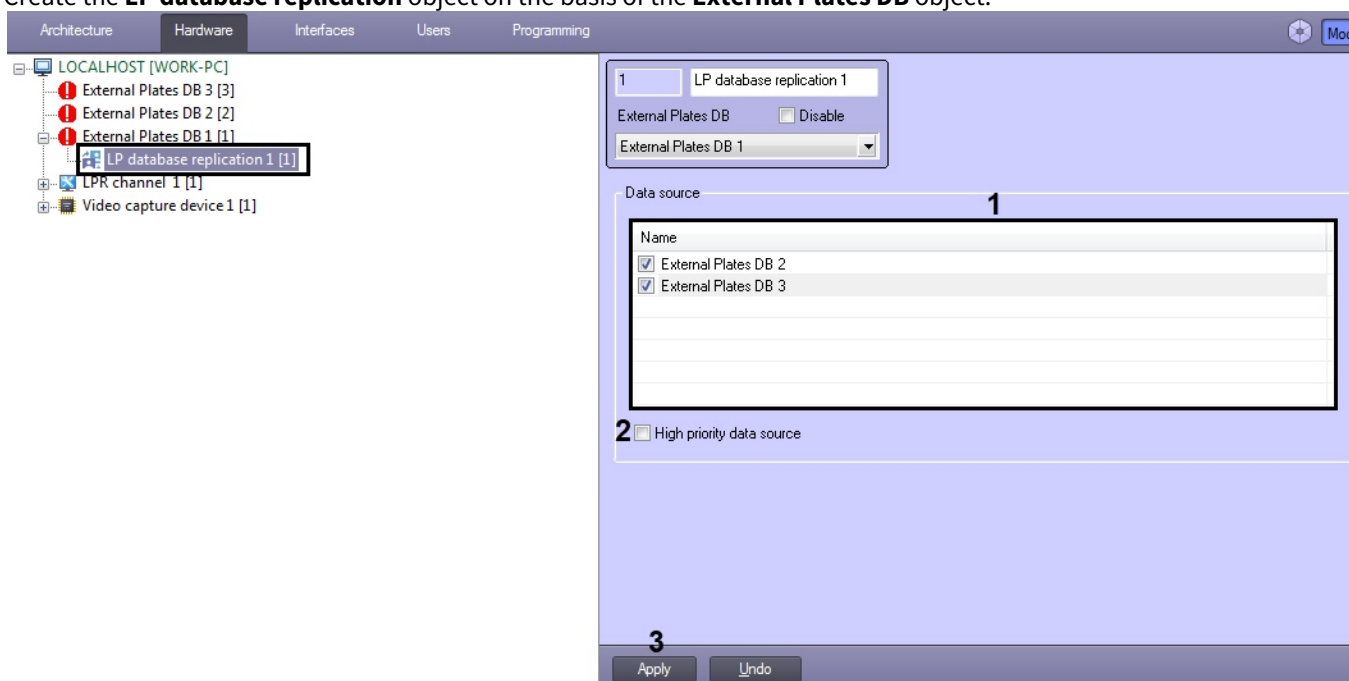 Create the LP database replication object on the basis of the External Plates DB object.
Architecture Hardware Interfaces Users Programming
LOCALHOST [WORK-PC]
External Plates DB 3 [3]
External Plates DB 2 [2]
External Plates DB 1 [1]
LP database replication 1 [1]
LPR channel 1 [1]
Video capture device 1 [1]
1 LP database replication 1
External Plates DB Disable
External Plates DB 1
Data source
1
Name
External Plates DB 2
External Plates DB 3
2 High priority data source
3
Apply Undo